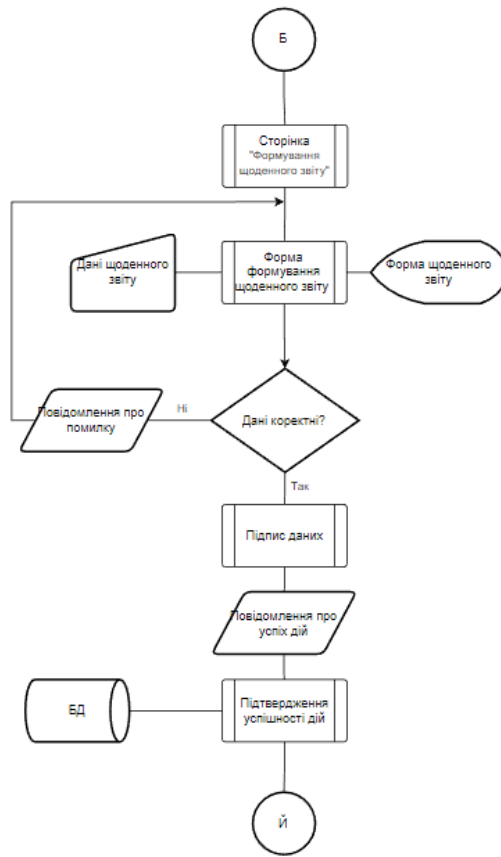 Б
Сторінка
"Формування
щоденного звіту"
Дані щоденного
звіту
Форма
формування
щоденного звіту
Форма щоденного
звіту
Повідомлення про
помилку
Ні
Дані коректні?
Так
Підпис даних
Повідомлення про
успіх дій
БД
Підтвердження
успішності дій
Й